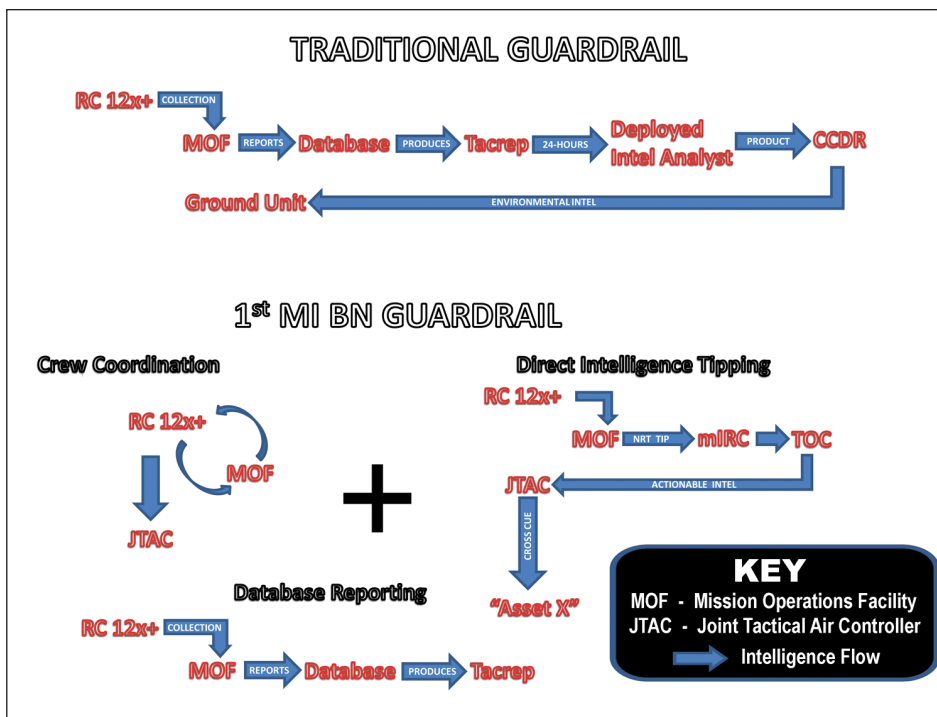 TRADITIONAL GUARDRAIL
RC 12x+
COLLECTION
MOF
REPORTS
Database
PRODUCES
Tacrep
24-HOURS
Deployed
Intel Analyst
PRODUCT
CCDR
Ground Unit
ENVIRONMENTAL INTEL
1st MI BN GUARDRAIL
Crew Coordination
RC 12x+
MOF
JTAC
Direct Intelligence Tipping
RC 12x+
MOF
NRT TIP
mIRC
TOC
JTAC
ACTIONABLE INTEL
CROSS CUE
"Asset X"
Database Reporting
RC 12x+
COLLECTION
MOF
REPORTS
Database
PRODUCES
Tacrep
KEY
MOF - Mission Operations Facility
JTAC - Joint Tactical Air Controller
Intelligence Flow